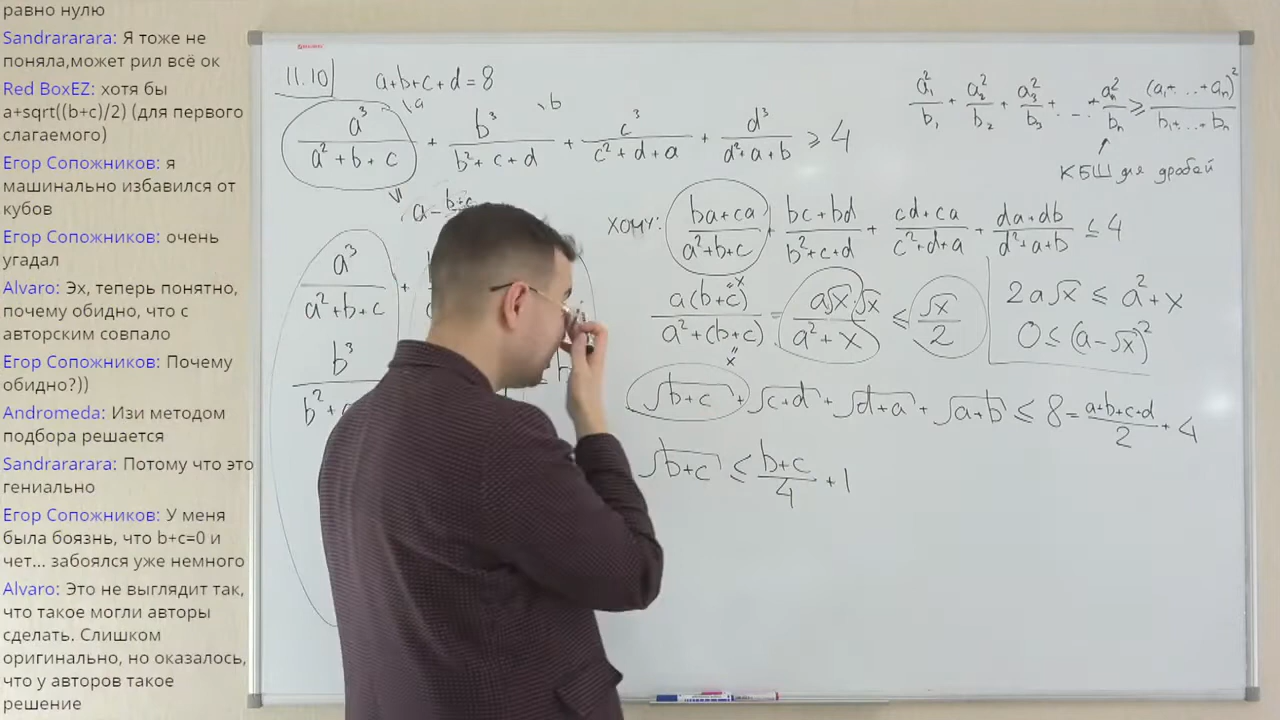 равно нулю
Sandrararara: Я тоже не
поняла,может рил всё ок
Red BoxEZ: хотя бы
a+sqrt((b+c)/2) (для первого
слагаемого)
Егор Сопожников: я
машинально избавился от
кубов
Егор Сопожников: очень
угадал
Alvaro: Эх, теперь понятно,
почему обидно, что с
авторским совпало
Егор Сопожников: Почему
обидно?))
Andromeda: Изи методом
подбора решается
Sandrararara: Потому что это
гениально
Егор Сопожников: У меня
была боязнь, что b+c=0 и
чет... забоялся уже немного
Alvaro: Это не выглядит так,
что такое могли авторы
сделать. Слишком
оригинально, но оказалось,
что у авторов такое
решение
11.10) a+b+c+d=8
a³/(a²+b+c) + b³/(b²+c+d) + c³/(c²+d+a) + d³/(d²+a+b) ⩾ 4
a³/(a²+b+c) +
b³
a₁²/b₁ + a₂²/b₂ + a₃²/b₃ + ... + aₙ²/bₙ ⩾ (a₁+...+aₙ)²/(b₁+...+bₙ)
КБШ для дробей
хочу: (ba+ca)/(a²+b+c) + (bc+bd)/(b²+c+d) + (cd+ca)/(c²+d+a) + (da+db)/(d²+a+b) ≤ 4
a(b+c)/(a²+(b+c)) = a√x·√x/(a²+x) ≤ √x/2
2a√x ≤ a²+x
0 ≤ (a-√x)²
√(b+c) + √(c+d) + √(d+a) + √(a+b) ≤ 8 = (a+b+c+d)/2 + 4
√(b+c) ≤ (b+c)/4 + 1